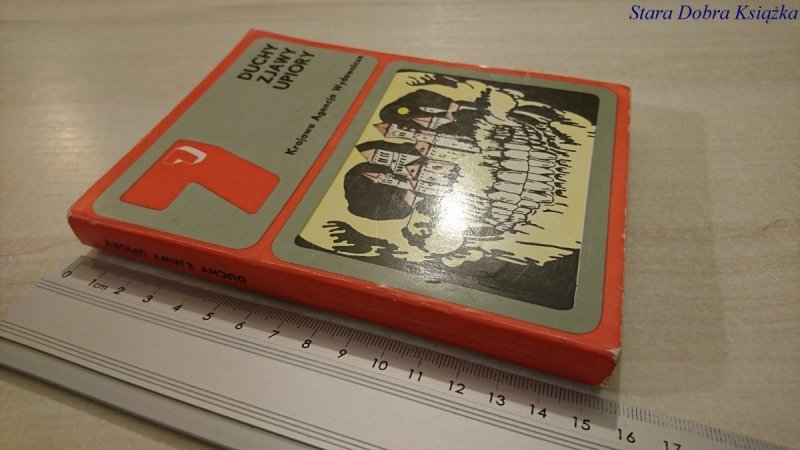 Stara Dobra Książka
DUCHY
ZJAWY
UPIORY
Krajowa Agencja Wydawnicza
7
DUCHY ZJAWY UPIORY
0 1cm 2 3 4 5 6 7 8 9 10 11 12 13 14 15 16 17